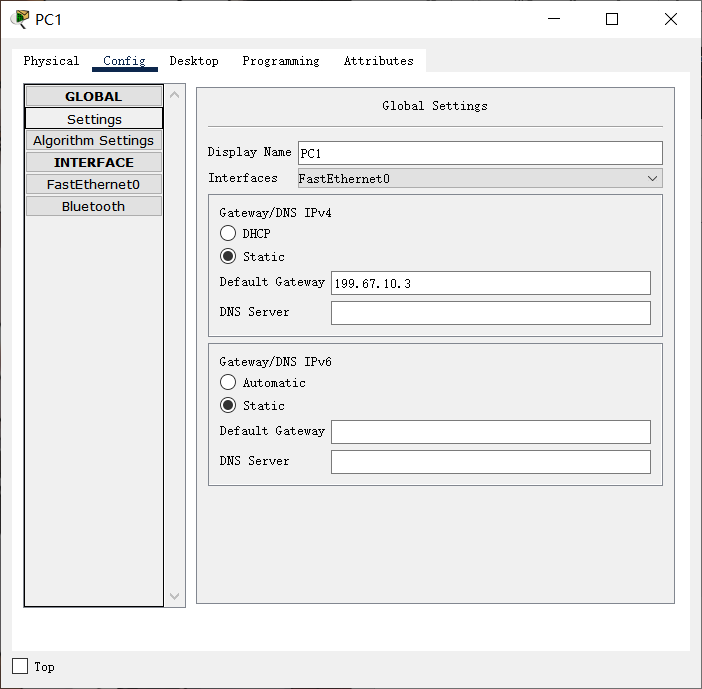 PC1
Physical Config Desktop Programming Attributes
GLOBAL
Settings
Algorithm Settings
INTERFACE
FastEthernet0
Bluetooth
Global Settings
Display Name PC1
Interfaces FastEthernet0
Gateway/DNS IPv4
DHCP
Static
Default Gateway 199.67.10.3
DNS Server
Gateway/DNS IPv6
Automatic
Static
Default Gateway
DNS Server
Top